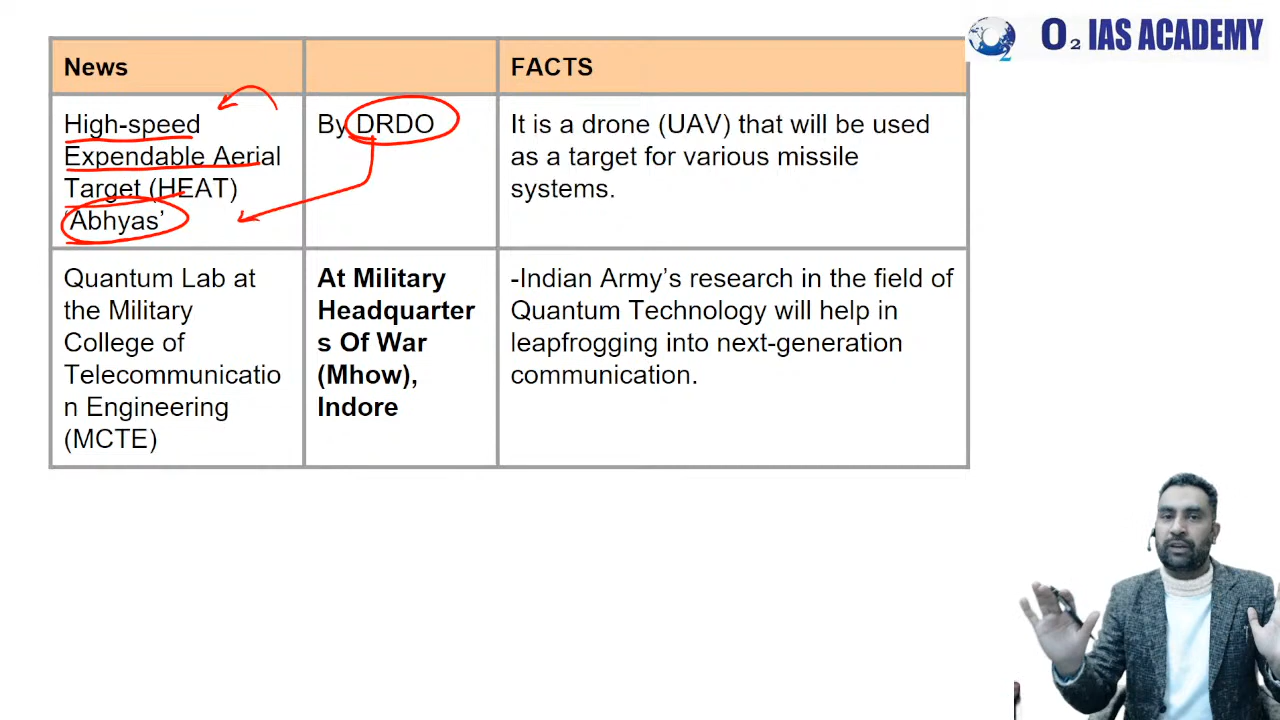 O2 IAS ACADEMY
2
News
FACTS
High-speed
Expendable Aerial
Target (HEAT)
‘Abhyas’
By DRDO
It is a drone (UAV) that will be used
as a target for various missile
systems.
Quantum Lab at
the Military
College of
Telecommunicatio
n Engineering
(MCTE)
At Military
Headquarter
s Of War
(Mhow),
Indore
-Indian Army’s research in the field of
Quantum Technology will help in
leapfrogging into next-generation
communication.